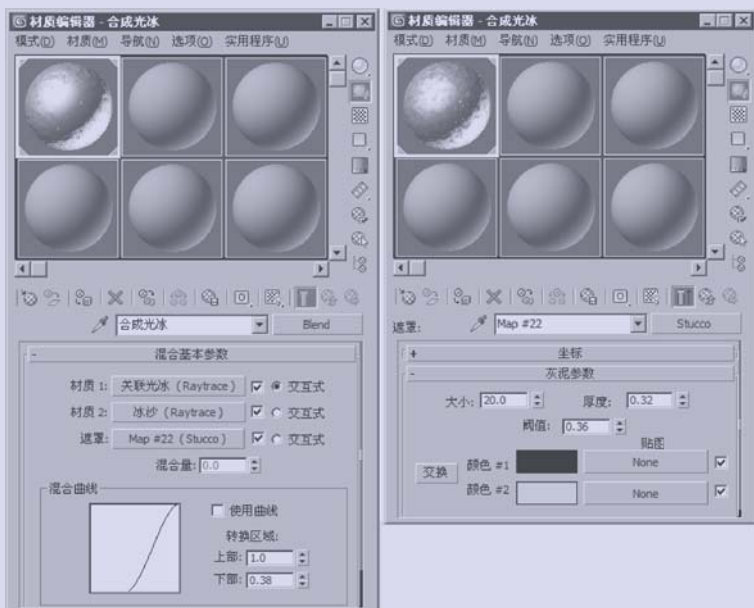 材质编辑器 - 合成光冰
模式(D) 材质(M) 导航(N) 选项(O) 实用程序(U)
合成光冰 Blend
- 混合基本参数
材质 1: 关联光冰 (Raytrace) 交互式
材质 2: 冰纱 (Raytrace) 交互式
遮罩: Map #22 (Stucco) 交互式
混合量: 0.0
混合曲线
使用曲线
转换区域:
上部: 1.0
下部: 0.38
材质编辑器 - 合成光冰
模式(D) 材质(M) 导航(N) 选项(O) 实用程序(U)
遮罩: Map #22 Stucco
+ 坐标
- 灰泥参数
大小: 20.0 厚度: 0.32
阈值: 0.36
贴图
交换
颜色 #1 None
颜色 #2 None